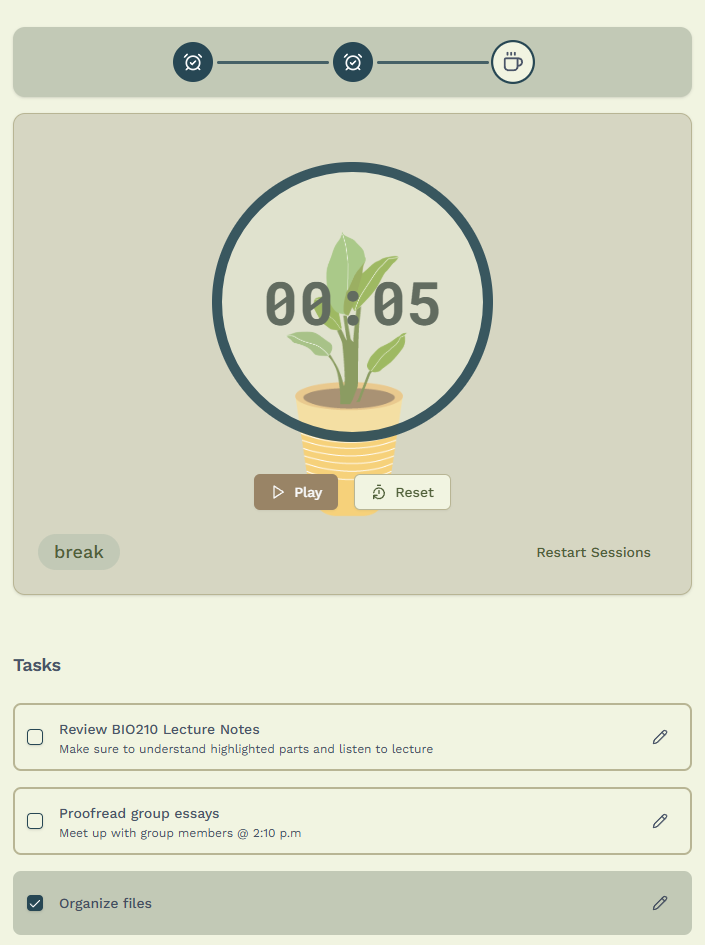 00:05
Play
Reset
break
Restart Sessions
Tasks
Review BIO210 Lecture Notes
Make sure to understand highlighted parts and listen to lecture
Proofread group essays
Meet up with group members @ 2:10 p.m
Organize files